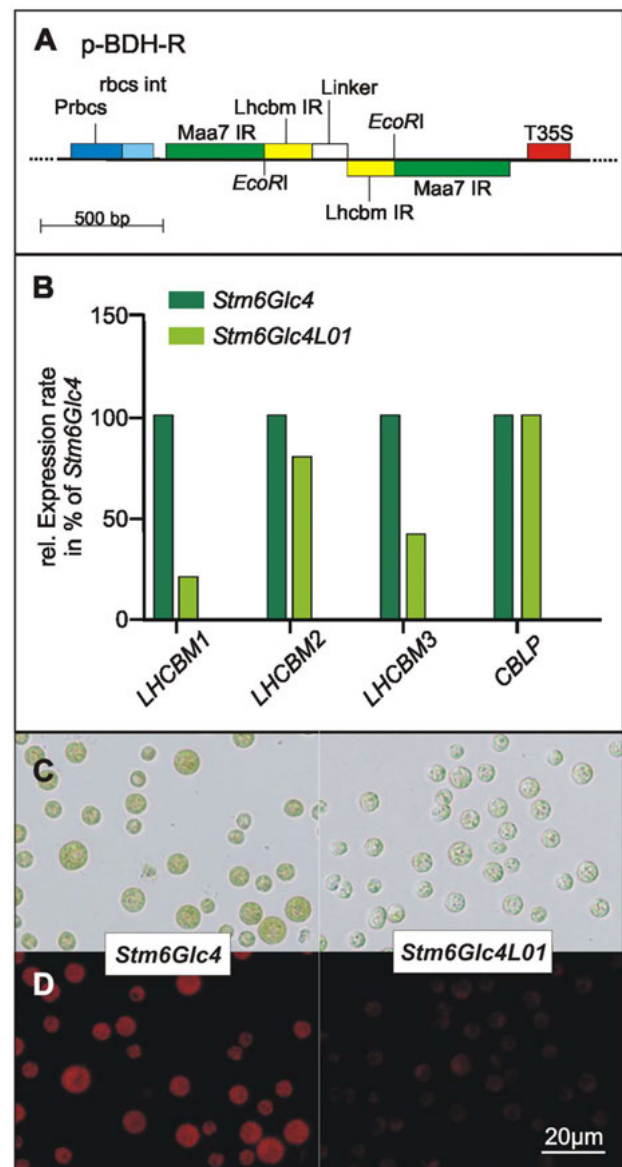 A p-BDH-R
rbcs int
Prbcs
Lhcbm IR
Linker
Maa7 IR
EcoRI
T35S
EcoRI
Lhcbm IR
Maa7 IR
500 bp
B
Stm6Glc4
Stm6Glc4L01
rel. Expression rate
in % of Stm6Glc4
150
100
50
0
LHCBM1
LHCBM2
LHCBM3
CBLP
C
Stm6Glc4
Stm6Glc4L01
D
20µm